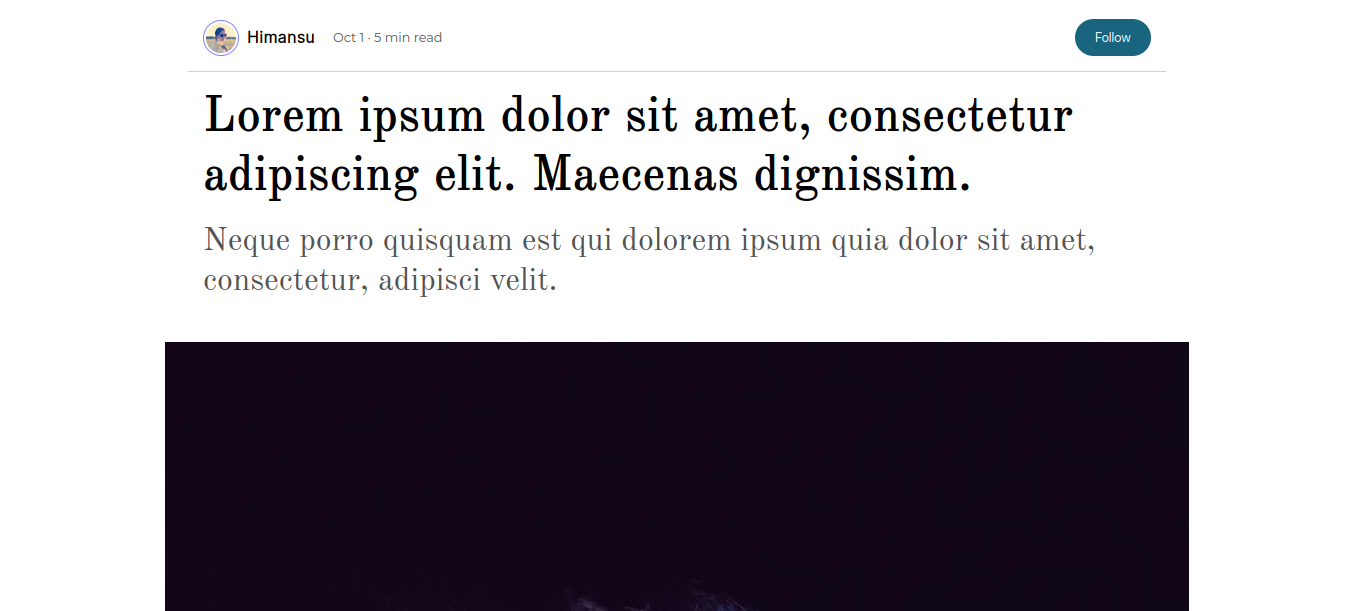 Himansu Oct 1 · 5 min read Follow
Lorem ipsum dolor sit amet, consectetur
adipiscing elit. Maecenas dignissim.
Neque porro quisquam est qui dolorem ipsum quia dolor sit amet,
consectetur, adipisci velit.